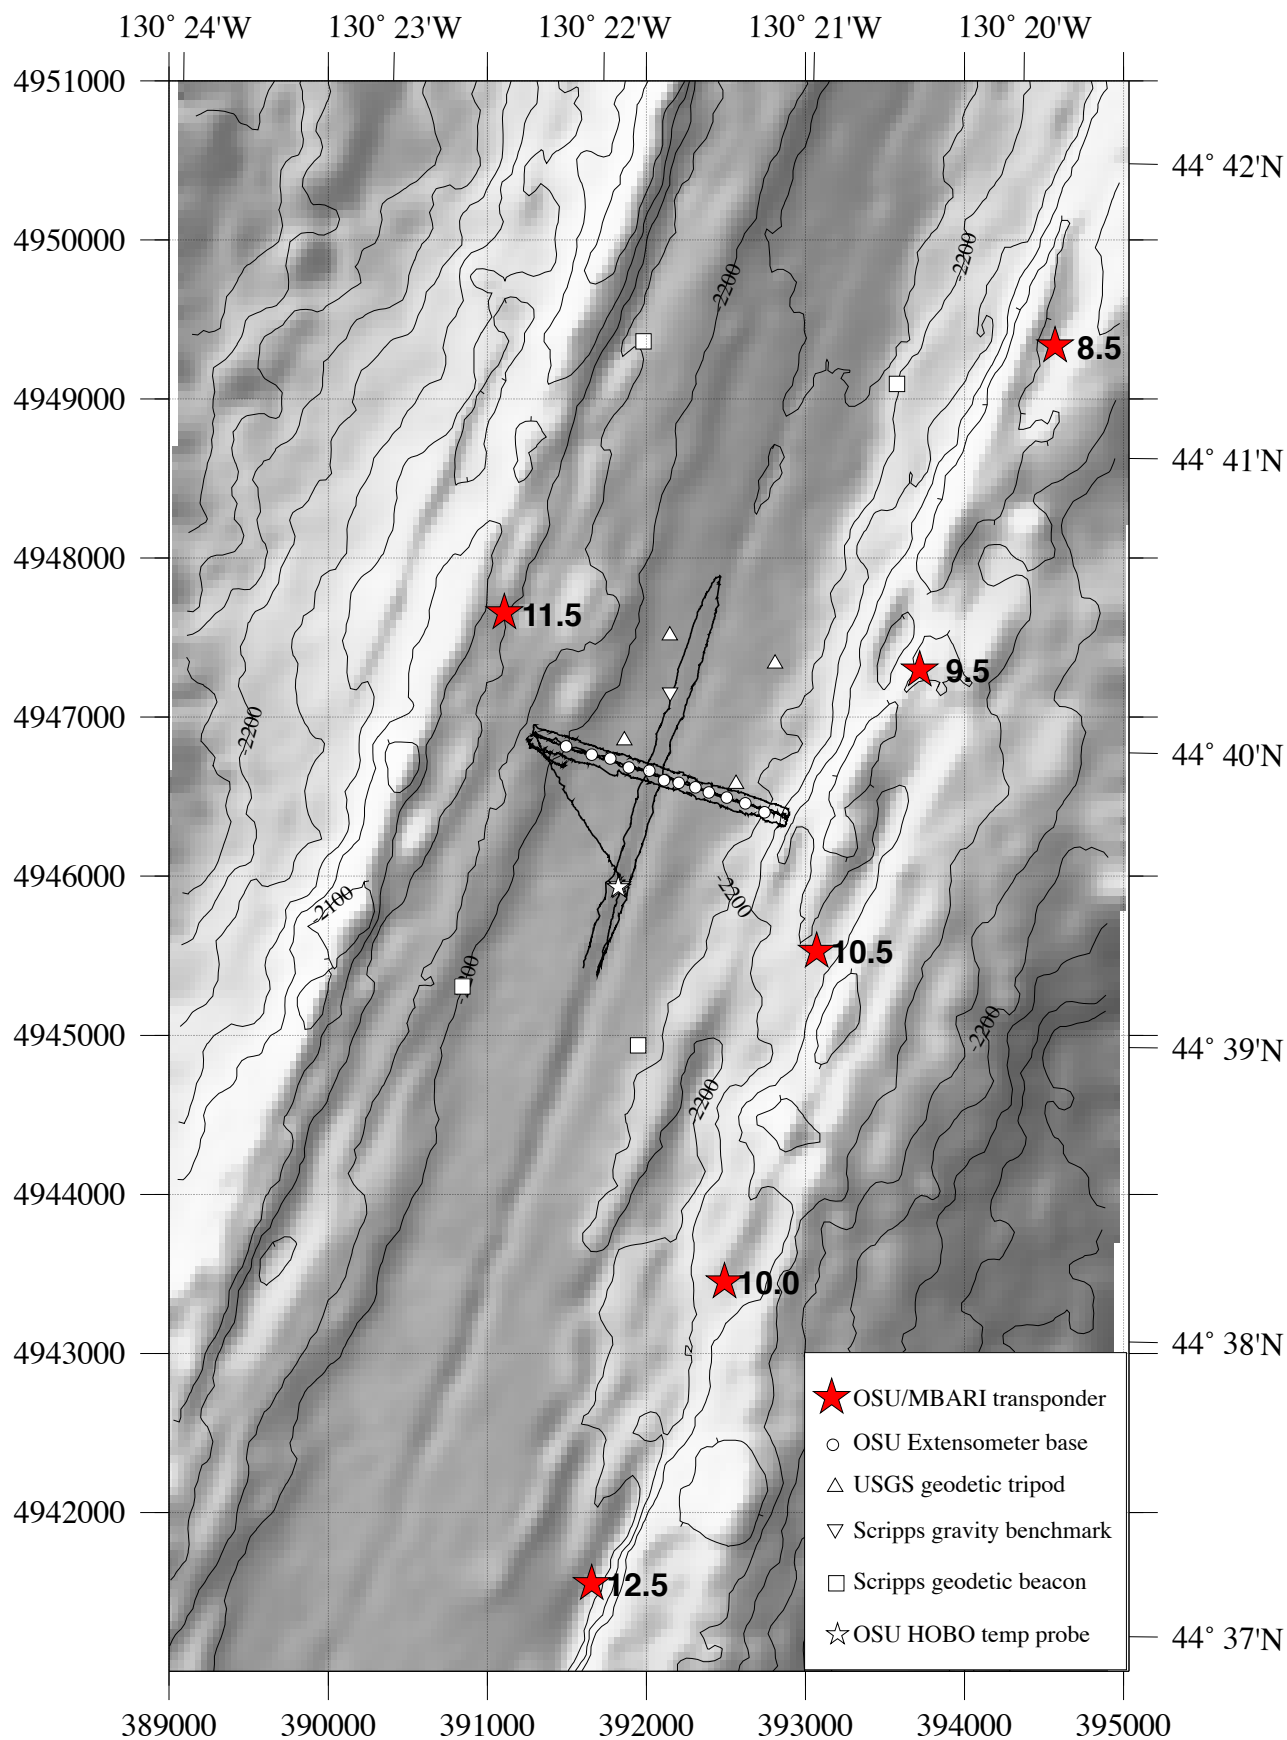 130° 24'W 130° 23'W 130° 22'W 130° 21'W 130° 20'W
4951000
44° 42'N
4950000
-2200
-2200
8.5
4949000
44° 41'N
4948000
11.5
9.5
4947000
-2200
44° 40'N
4946000
-2200
-2100
10.5
-2200
4945000
44° 39'N
2200
4944000
10.0
4943000
44° 38'N
OSU/MBARI transponder
OSU Extensometer base
USGS geodetic tripod
4942000
Scripps gravity benchmark
Scripps geodetic beacon
12.5
OSU HOBO temp probe
44° 37'N
389000 390000 391000 392000 393000 394000 395000